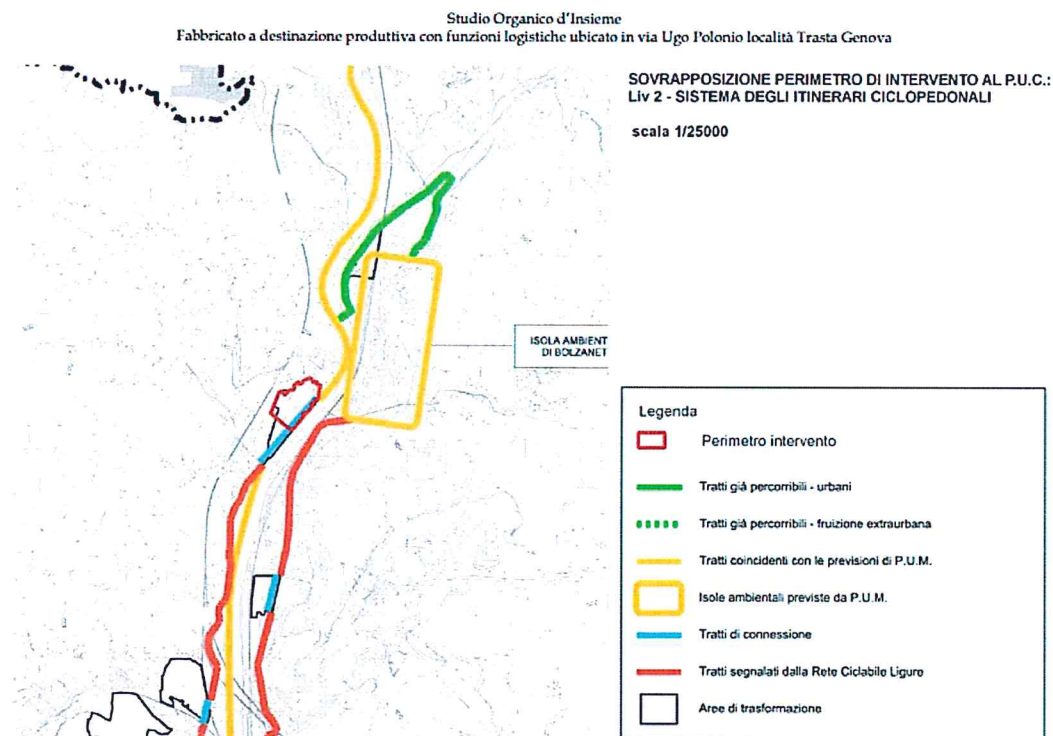 Studio Organico d'Insieme
Fabbricato a destinazione produttiva con funzioni logistiche ubicato in via Ugo Polonio località Trasta Genova
SOVRAPPOSIZIONE PERIMETRO DI INTERVENTO AL P.U.C.:
Liv 2 - SISTEMA DEGLI ITINERARI CICLOPEDONALI
scala 1/25000
ISOLA AMBIENT
DI BOLZANET
Legenda
Perimetro intervento
Tratti già percorribili - urbani
Tratti già percorribili - fruizione extraurbana
Tratti coincidenti con le previsioni di P.U.M.
Isole ambientali previste da P.U.M.
Tratti di connessione
Tratti segnalati dalla Rete Ciclabile Ligure
Aree di trasformazione